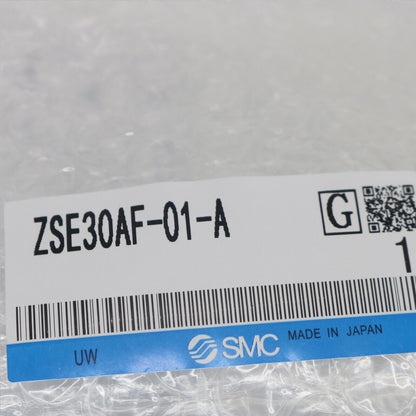 ZSE30AF-01-A
G
1
UW
SMC MADE IN JAPAN